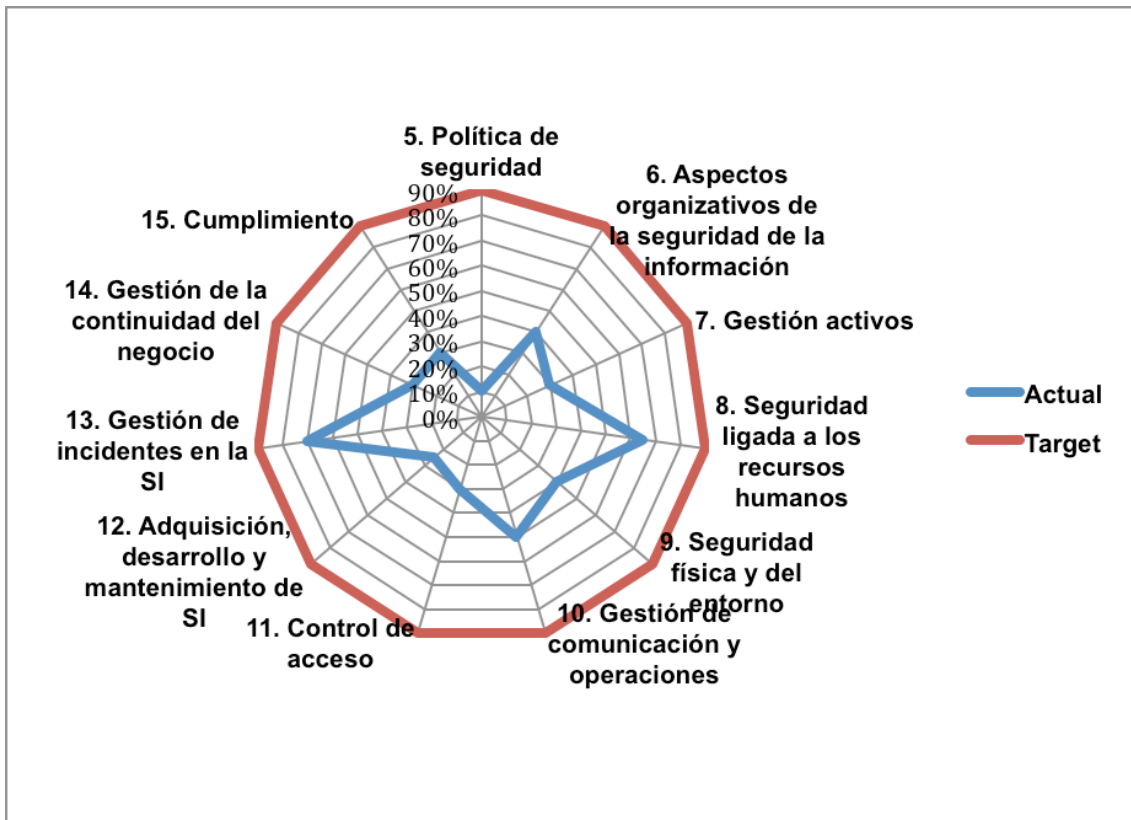 5. Política de
seguridad
6. Aspectos
organizativos de
la seguridad de la
información
7. Gestión activos
8. Seguridad
ligada a los
recursos
humanos
9. Seguridad
física y del
entorno
10. Gestión de
comunicación y
operaciones
11. Control de
acceso
12. Adquisición,
desarrollo y
mantenimiento de
SI
13. Gestión de
incidentes en la
SI
14. Gestión de la
continuidad del
negocio
15. Cumplimiento
90%
80%
70%
60%
50%
40%
30%
20%
10%
0%
Actual
Target